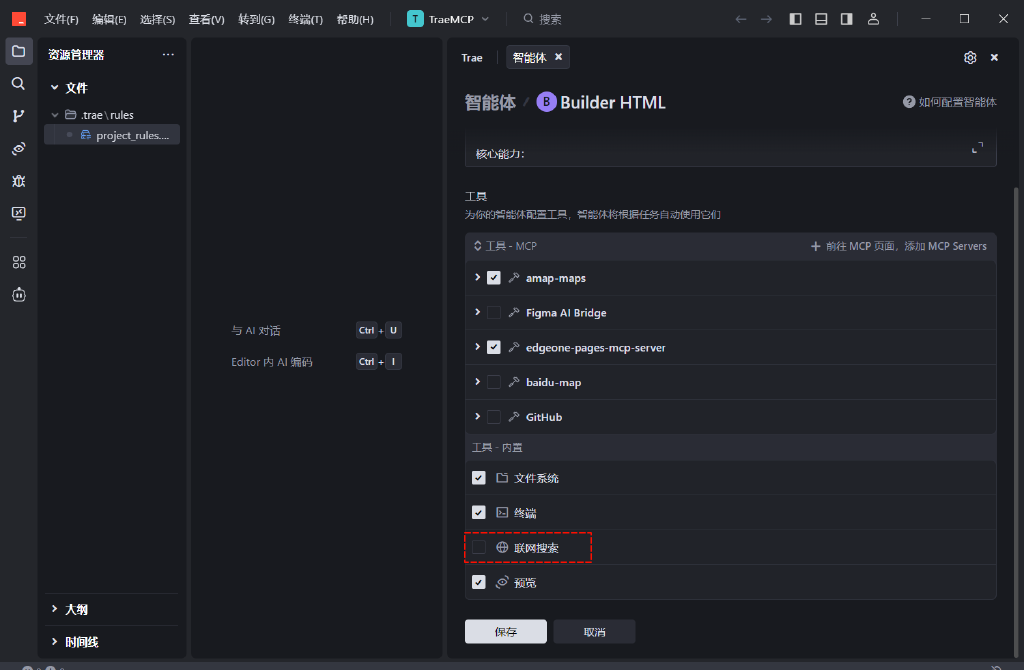 文件(F) 编辑(E) 选择(S) 查看(V) 转到(G) 终端(T) 帮助(H) T TraeMCP 搜索
资源管理器 ···
文件
.trae\rules
project_rules....
大纲
时间线
与 AI 对话 Ctrl + U
Editor 内 AI 编码 Ctrl + I
Trae 智能体
智能体 / B Builder HTML 如何配置智能体
核心能力：
工具
为你的智能体配置工具，智能体将根据任务自动使用它们
工具 - MCP 前往 MCP 页面，添加 MCP Servers
amap-maps
Figma AI Bridge
edgeone-pages-mcp-server
baidu-map
GitHub
工具 - 内置
文件系统
终端
联网搜索
预览
保存 取消